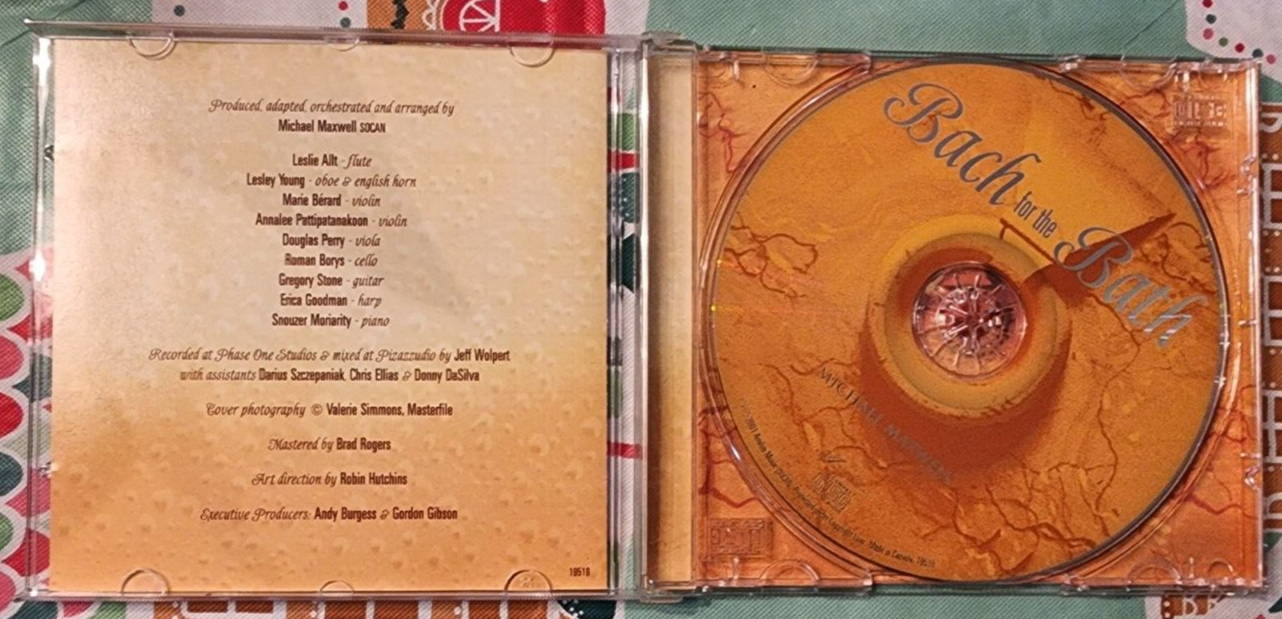 Produced, adapted, orchestrated and arranged by
Michael Maxwell SOCAN
Leslie Allt - flute
Lesley Young - oboe & english horn
Marie Bérard - violin
Annalee Pattipatanakoon - violin
Douglas Perry - viola
Roman Borys - cello
Gregory Stone - guitar
Erica Goodman - harp
Snouzer Moriarity - piano
Recorded at Phase One Studios & mixed at Pizazzudio by Jeff Wolpert
with assistants Darius Szczepaniak, Chris Ellias & Donny DaSilva
Cover photography © Valerie Simmons, Masterfile
Mastered by Brad Rogers
Art direction by Robin Hutchins
Executive Producers: Andy Burgess & Gordon Gibson
19518
Bach
for the
Bath
MICHAEL MAXWELL
Made in Canada. 19518